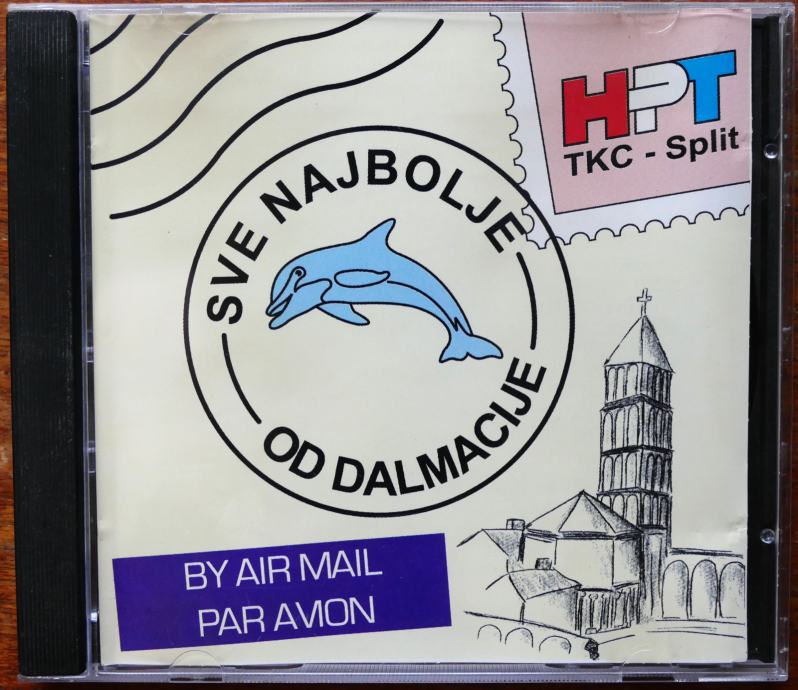 HPT
TKC - Split
SVE NAJBOLJE
OD DALMACIJE
BY AIR MAIL
PAR AVION